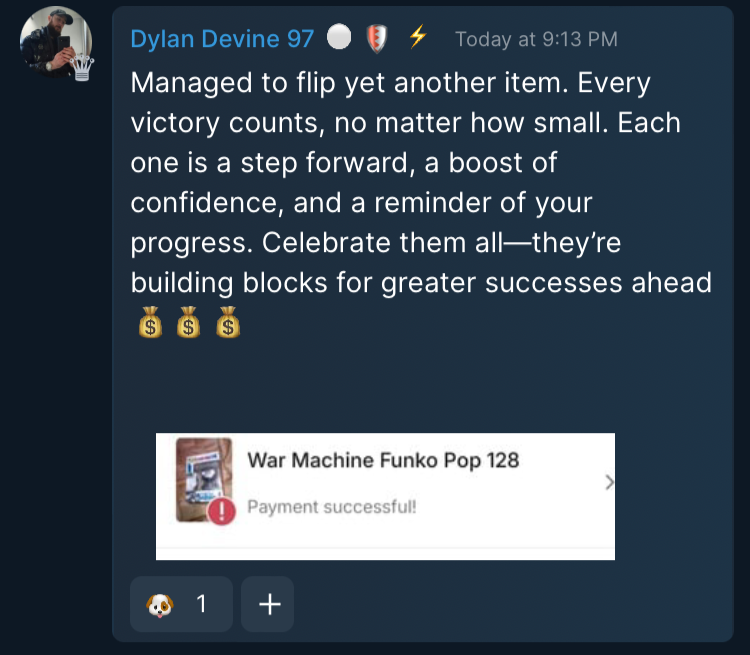 Dylan Devine 97 Today at 9:13 PM
Managed to flip yet another item. Every
victory counts, no matter how small. Each
one is a step forward, a boost of
confidence, and a reminder of your
progress. Celebrate them all—they’re
building blocks for greater successes ahead
💰 💰 💰
War Machine Funko Pop 128
Payment successful!
1 +